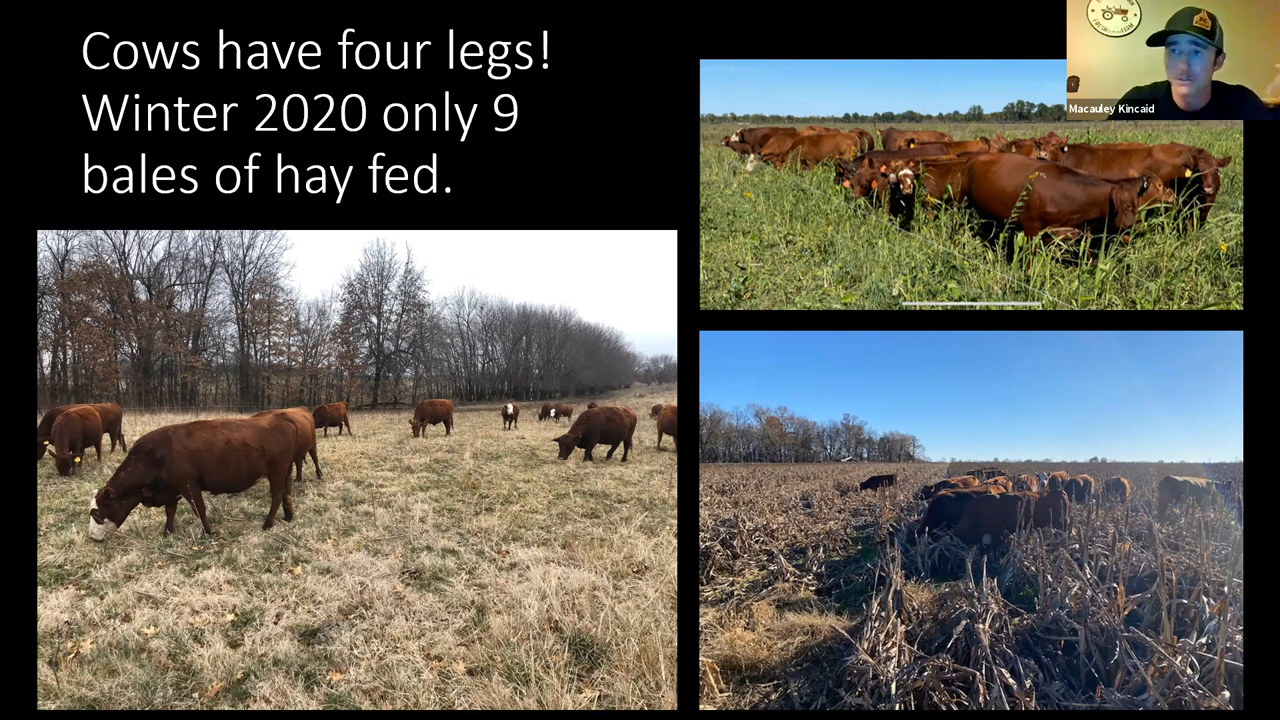 Cows have four legs!
Winter 2020 only 9
bales of hay fed.
Macauley Kincaid